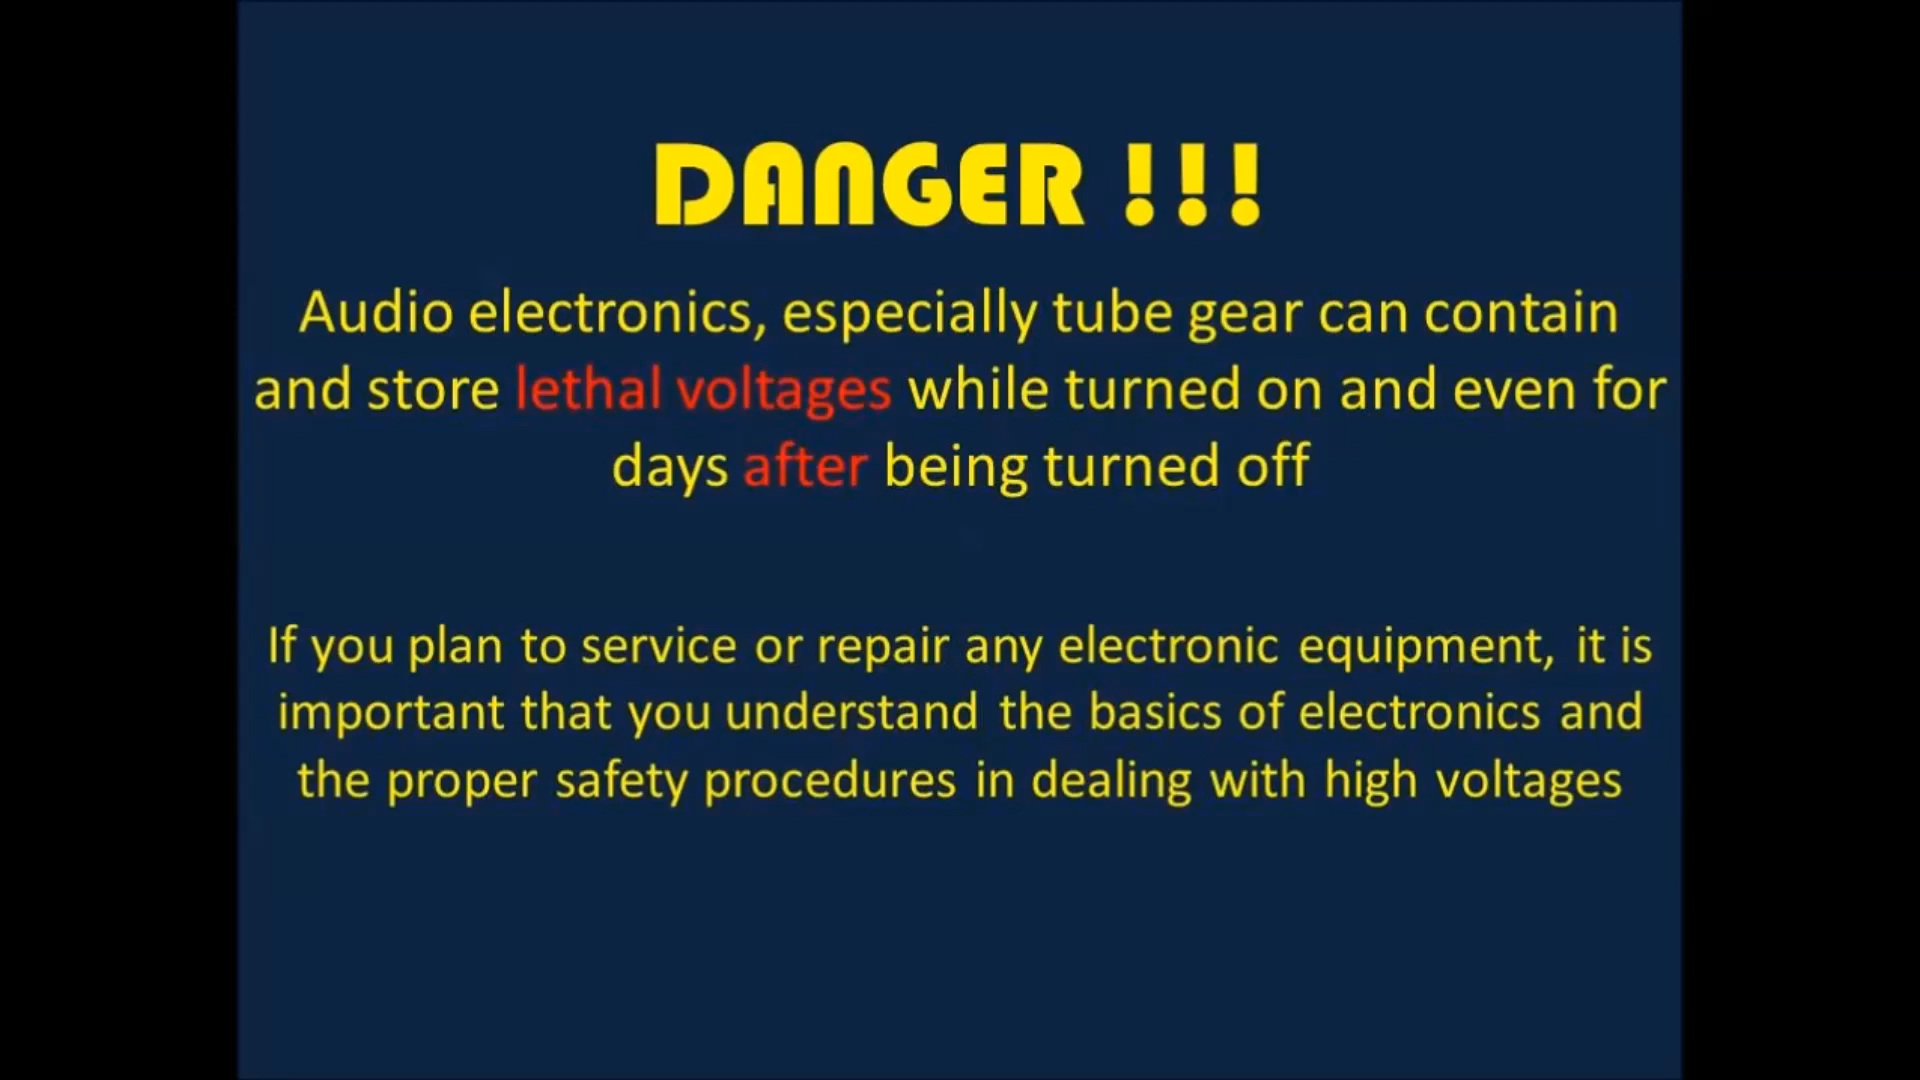 DANGER !!!
Audio electronics, especially tube gear can contain
and store lethal voltages while turned on and even for
days after being turned off
If you plan to service or repair any electronic equipment, it is
important that you understand the basics of electronics and
the proper safety procedures in dealing with high voltages